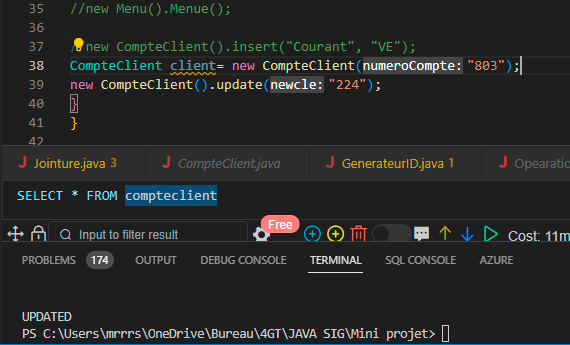 35 //new Menu().Menue();
36
37 //new CompteClient().insert("Courant", "VE");
38 CompteClient client= new CompteClient(numeroCompte: "803");
39 new CompteClient().update(newcle: "224");
40 }
41 }
42
J Jointure.java 3 J CompteClient.java J GenerateurID.java 1 J Opearatio
SELECT * FROM compteclient
Free
Input to filter result Cost: 11m
PROBLEMS 174 OUTPUT DEBUG CONSOLE TERMINAL SQL CONSOLE AZURE
UPDATED
PS C:\Users\mrrrs\OneDrive\Bureau\4GT\JAVA SIG\Mini projet>